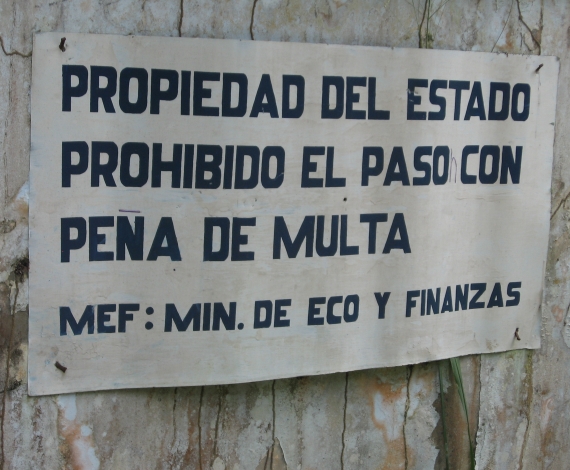 PROPIEDAD DEL ESTADO
PROHIBIDO EL PASO CON
PEÑA DE MULTA
MEF: MIN. DE ECO Y FINANZAS